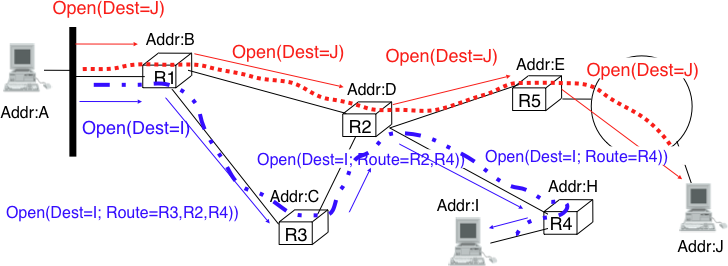 Open(Dest=J)
Addr:B
Open(Dest=J)
Open(Dest=J)
Addr:E
Open(Dest=J)
R1
Addr:D
R5
Addr:A
Open(Dest=I)
R2
Open(Dest=I; Route=R2,R4))
Open(Dest=I; Route=R4))
Addr:C
Addr:H
Open(Dest=I; Route=R3,R2,R4))
Addr:I
R3
R4
Addr:J